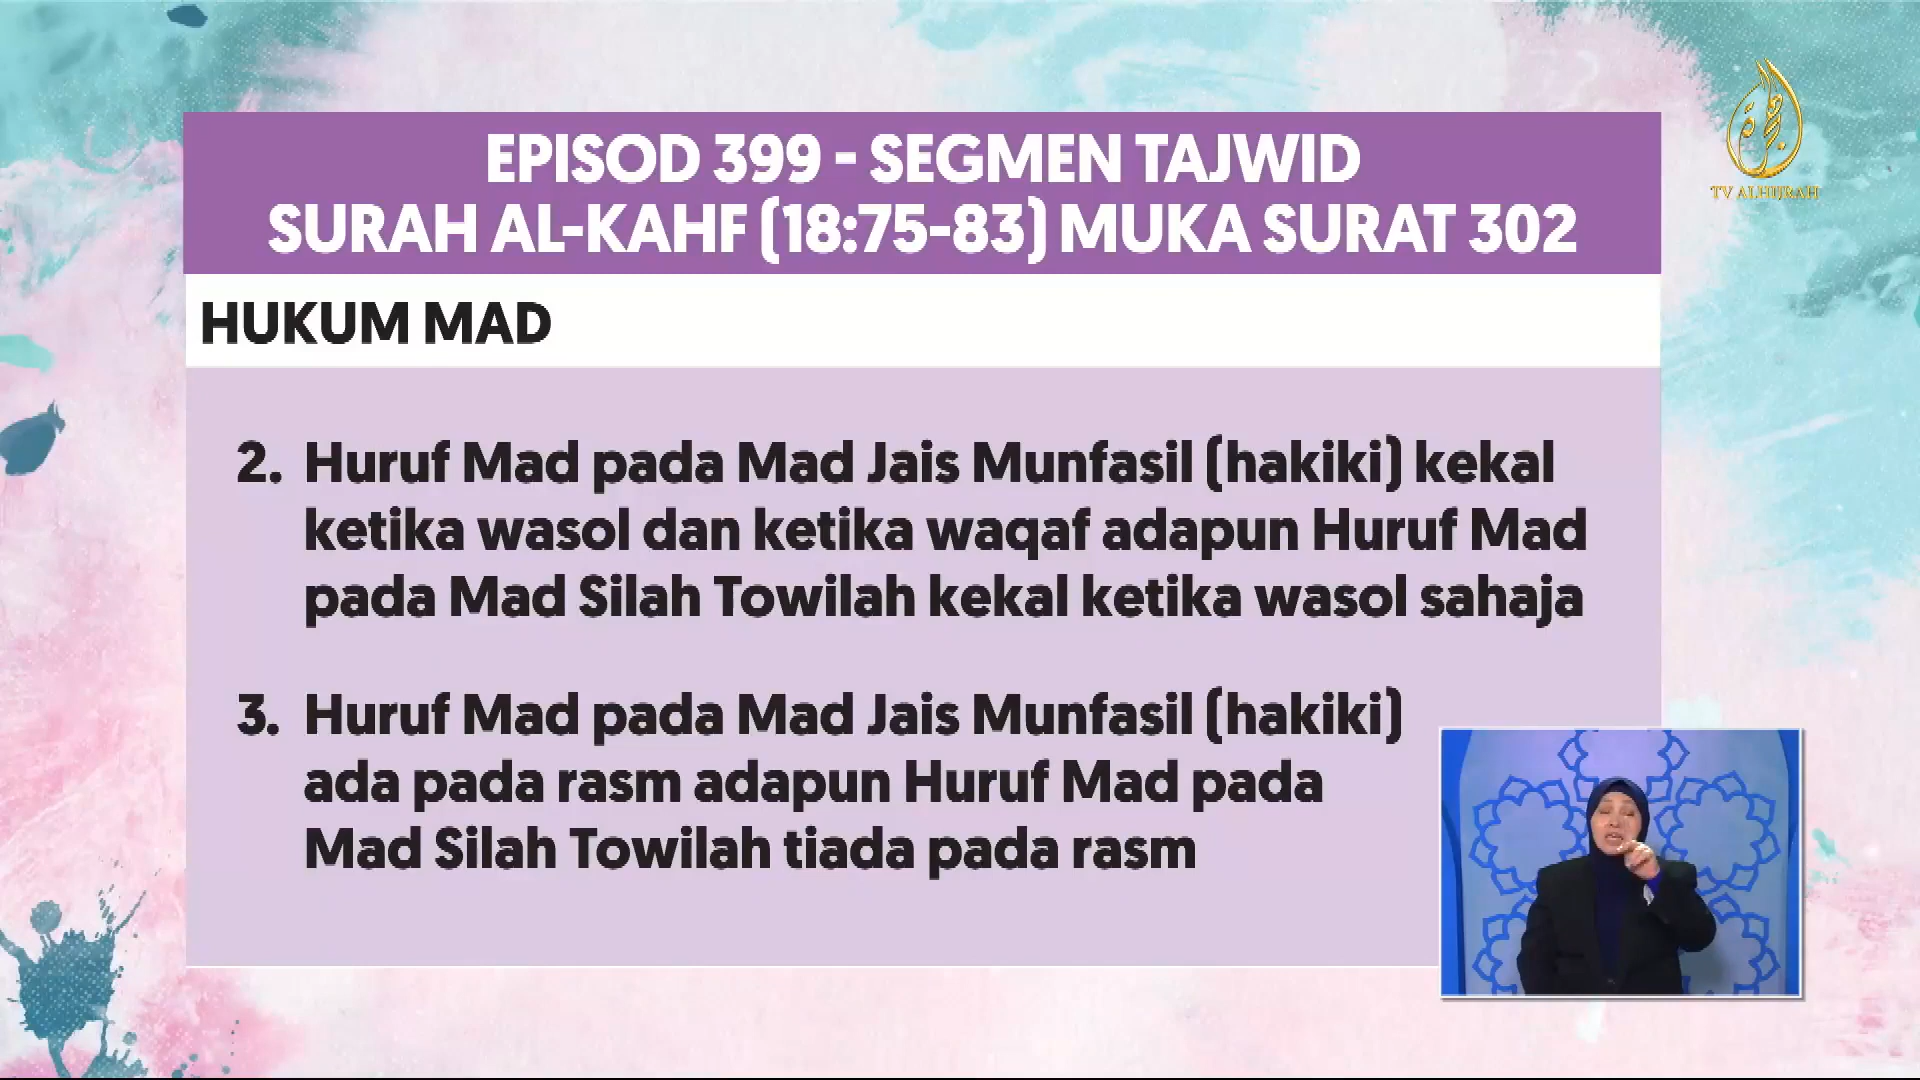 EPISOD 399 - SEGMEN TAJWID
SURAH AL-KAHF (18:75-83) MUKA SURAT 302
TV ALHIJRAH
HUKUM MAD
2. Huruf Mad pada Mad Jais Munfasil (hakiki) kekal
ketika wasol dan ketika waqaf adapun Huruf Mad
pada Mad Silah Towilah kekal ketika wasol sahaja
3. Huruf Mad pada Mad Jais Munfasil (hakiki)
ada pada rasm adapun Huruf Mad pada
Mad Silah Towilah tiada pada rasm